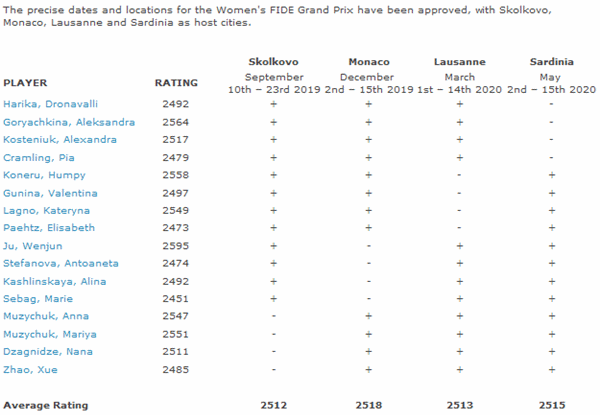 The precise dates and locations for the Women's FIDE Grand Prix have been approved, with Skolkovo,
Monaco, Lausanne and Sardinia as host cities.
Skolkovo Monaco Lausanne Sardinia
PLAYER RATING September December March May
10th – 23rd 2019 2nd – 15th 2019 1st – 14th 2020 2nd – 15th 2020
Harika, Dronavalli 2492 + + + -
Goryachkina, Aleksandra 2564 + + + -
Kosteniuk, Alexandra 2517 + + + -
Cramling, Pia 2479 + + + -
Koneru, Humpy 2558 + + - +
Gunina, Valentina 2497 + + - +
Lagno, Kateryna 2549 + + - +
Paehtz, Elisabeth 2473 + + - +
Ju, Wenjun 2595 + - + +
Stefanova, Antoaneta 2474 + - + +
Kashlinskaya, Alina 2492 + - + +
Sebag, Marie 2451 + - + +
Muzychuk, Anna 2547 - + + +
Muzychuk, Mariya 2551 - + + +
Dzagnidze, Nana 2511 - + + +
Zhao, Xue 2485 - + + +
Average Rating 2512 2518 2513 2515